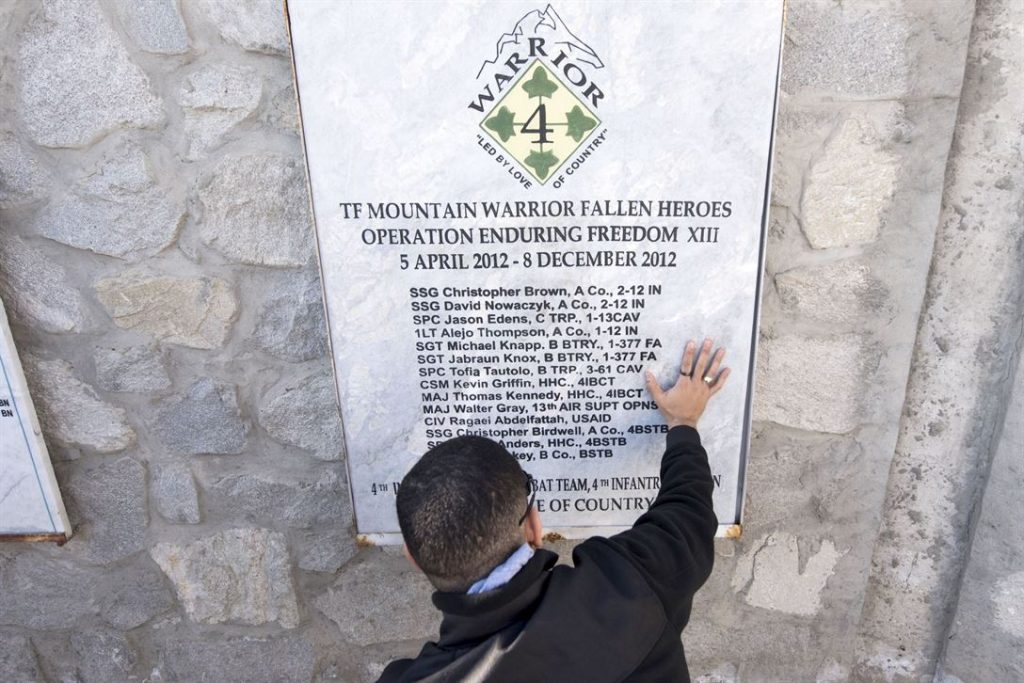 WARRIOR
4
"LED BY LOVE OF COUNTRY"
TF MOUNTAIN WARRIOR FALLEN HEROES
OPERATION ENDURING FREEDOM XIII
5 APRIL 2012 - 8 DECEMBER 2012
SSG Christopher Brown, A Co., 2-12 IN
SSG David Nowaczyk, A Co., 2-12 IN
SPC Jason Edens, C TRP., 1-13CAV
1LT Alejo Thompson, A Co., 1-12 IN
SGT Michael Knapp. B BTRY., 1-377 FA
SGT Jabraun Knox, B BTRY., 1-377 FA
SPC Tofig Tautolo, B TRP., 3-61 CAV
CSM Kevin Griffin, HHC., 4IBCT
MAJ Thomas Kennedy, HHC., 4IBCT
MAJ Walter Gray, 13th AIR SUPT OPNS
CIV Ragaei Abdelfattah, USAID
SSG Christopher Birdwell, A Co., 4BSTB
Anders, HHC., 4BSTB
B Co., BSTB
4TH TEAM, 4TH
OF COUNTRY
BN
BN